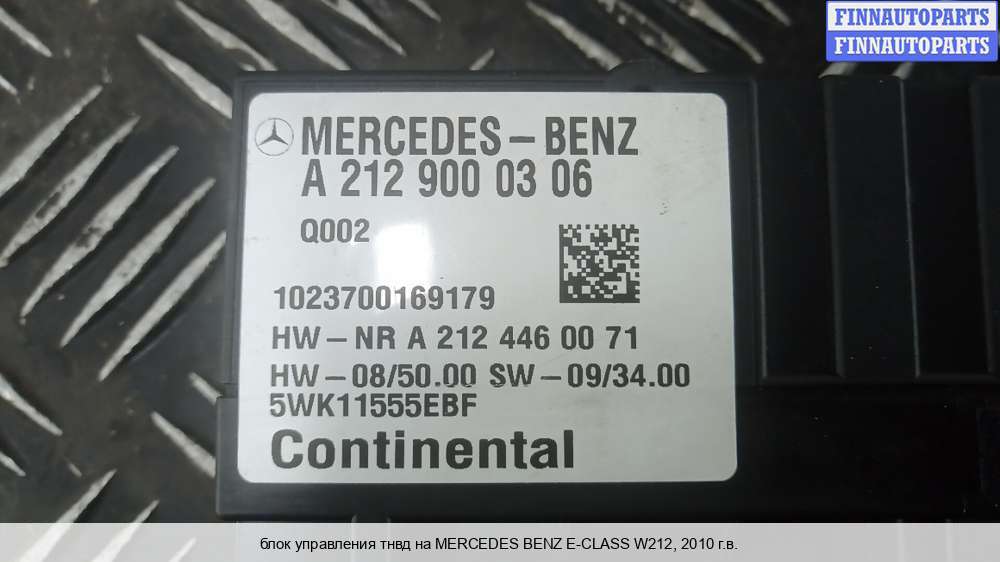 FINNAUTOPARTS
FINNAUTOPARTS
MERCEDES-BENZ
A 212 900 03 06
Q002
1023700169179
HW-NR A 212 446 00 71
HW-08/50.00 SW-09/34.00
5WK11555EBF
Continental
блок управления тнвд на MERCEDES BENZ E-CLASS W212, 2010 г.в.